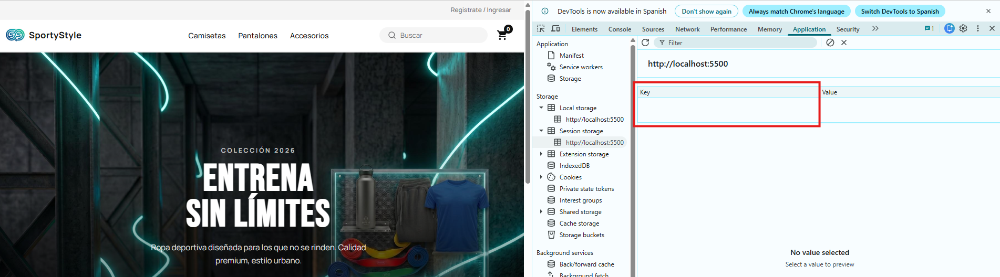 Registrate / Ingresar
SportyStyle
Camisetas
Pantalones
Accesorios
Buscar
0
COLECCIÓN 2026
ENTRENA
SIN LÍMITES
Ropa deportiva diseñada para los que no se rinden. Calidad
premium, estilo urbano.
DevTools is now available in Spanish
Don't show again
Always match Chrome's language
Switch DevTools to Spanish
Elements
Console
Sources
Network
Performance
Memory
Application
Security
1
Application
Manifest
Service workers
Storage
Storage
Local storage
http://localhost:5500
Session storage
http://localhost:5500
Extension storage
IndexedDB
Cookies
Private state tokens
Interest groups
Shared storage
Cache storage
Storage buckets
Background services
Back/forward cache
Background fetch
Filter
http://localhost:5500
Key
Value
No value selected
Select a value to preview